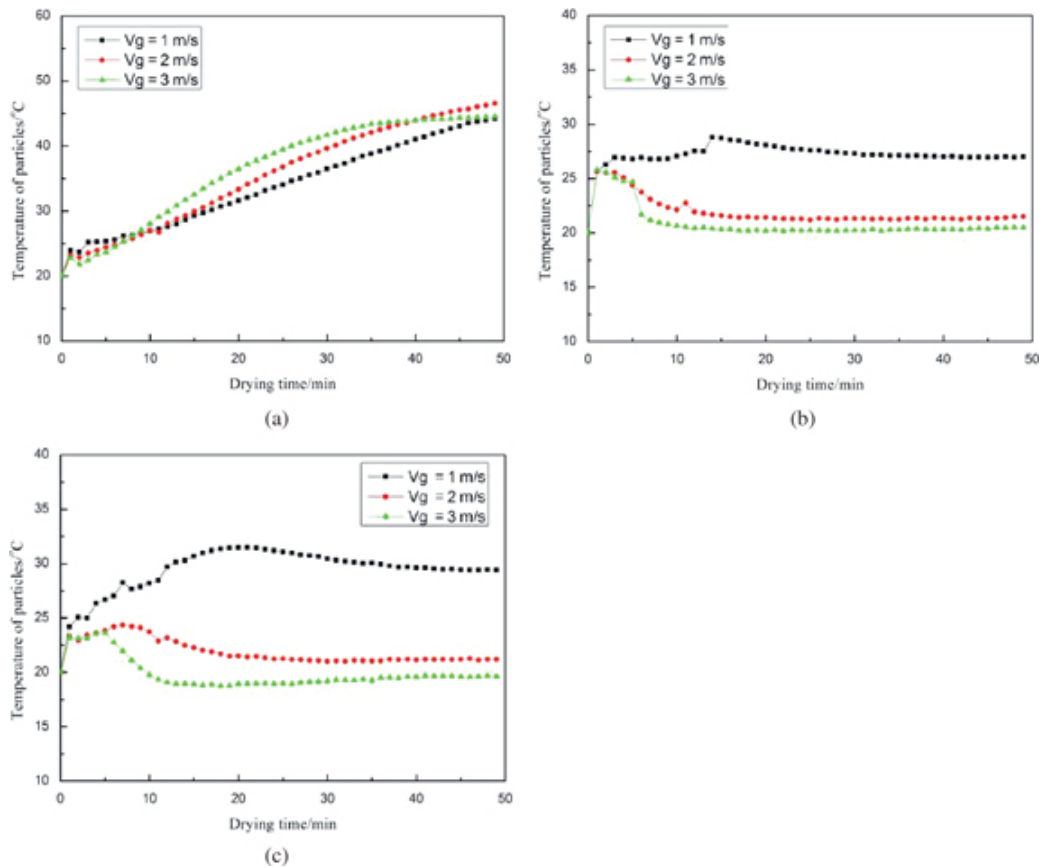 60
50
40
30
20
10
Temperature of particles/°C
Vg = 1 m/s
Vg = 2 m/s
Vg = 3 m/s
0 10 20 30 40 50
Drying time/min
(a)
40
35
30
25
20
15
10
Temperature of particles/°C
Vg = 1 m/s
Vg = 2 m/s
Vg = 3 m/s
0 10 20 30 40 50
Drying time/min
(b)
40
35
30
25
20
15
10
Temperature of particles/°C
Vg = 1 m/s
Vg = 2 m/s
Vg = 3 m/s
0 10 20 30 40 50
Drying time/min
(c)